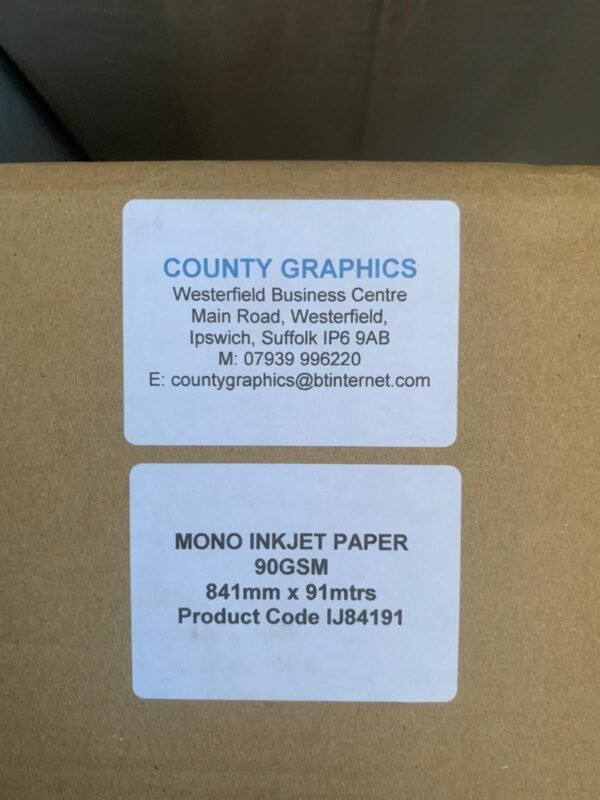 COUNTY GRAPHICS
Westerfield Business Centre
Main Road, Westerfield,
Ipswich, Suffolk IP6 9AB
M: 07939 996220
E: countygraphics@btinternet.com
MONO INKJET PAPER
90GSM
841mm x 91mtrs
Product Code IJ84191